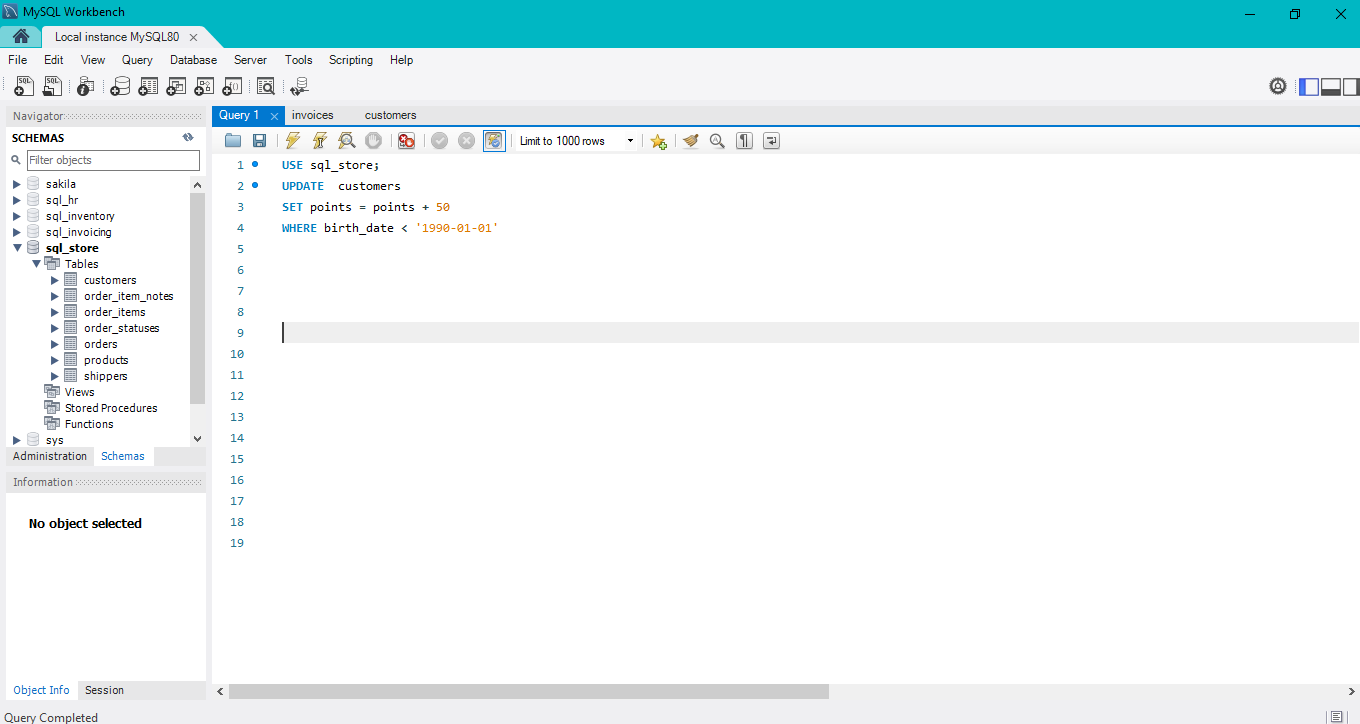 MySQL Workbench
Local instance MySQL80
File Edit View Query Database Server Tools Scripting Help
Navigator
SCHEMAS
Filter objects
sakila
sql_hr
sql_inventory
sql_invoicing
sql_store
Tables
customers
order_item_notes
order_items
order_statuses
orders
products
shippers
Views
Stored Procedures
Functions
sys
Administration Schemas
Information
No object selected
Object Info Session
Query 1 invoices customers
Limit to 1000 rows
1 USE sql_store;
2 UPDATE  customers
3 SET points = points + 50
4 WHERE birth_date < '1990-01-01'
5
6
7
8
9
10
11
12
13
14
15
16
17
18
19
Query Completed